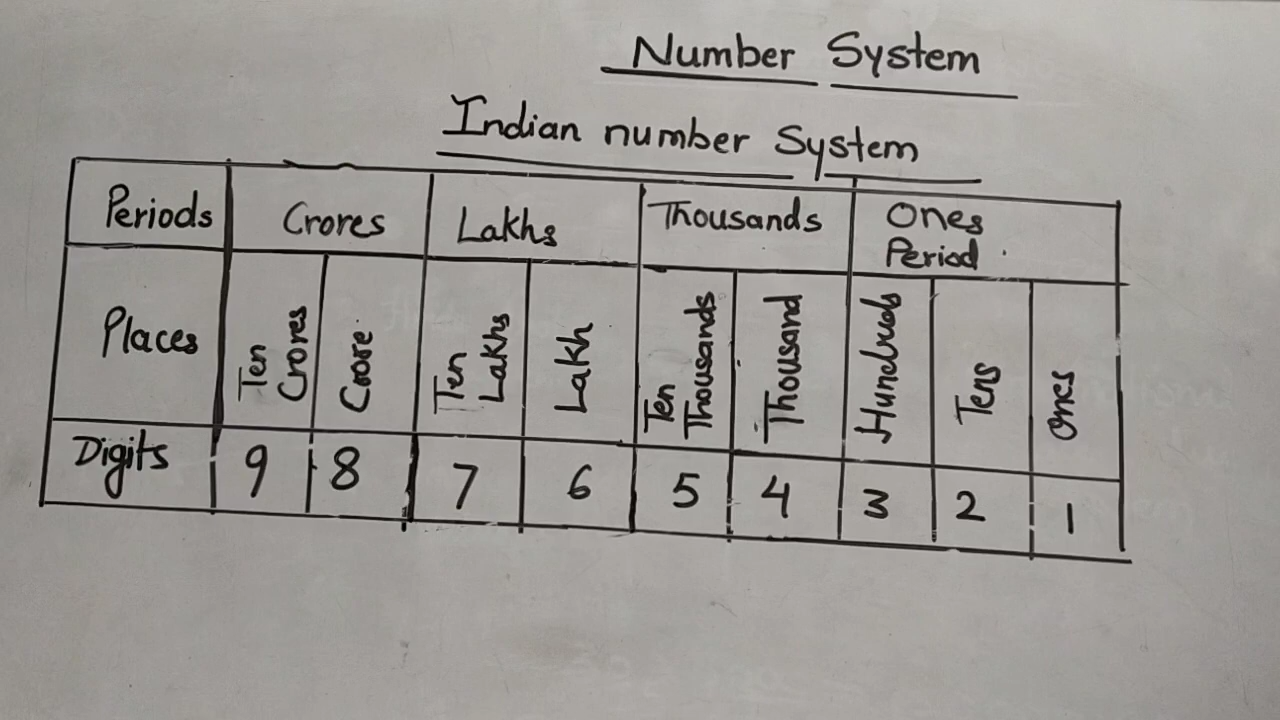 Number System
Indian number System
Periods Crores Lakhs Thousands Ones Period
Places Ten Crores Crore Ten Lakhs Lakh Ten Thousands Thousand Hundreds Tens Ones
Digits 9 8 7 6 5 4 3 2 1